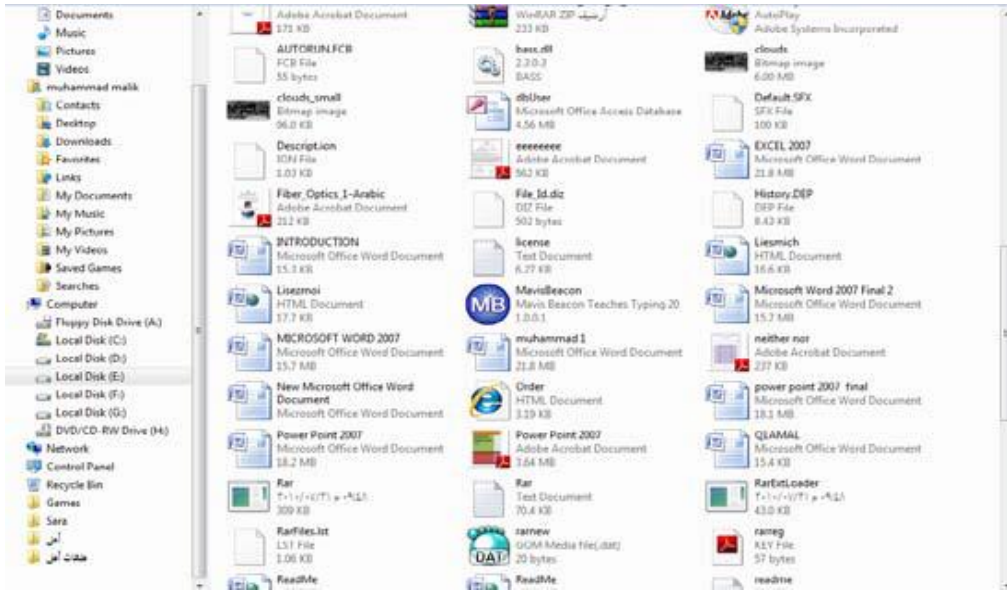 Documents
Music
Pictures
Videos
muhammad malik
Contacts
Desktop
Downloads
Favorites
Links
My Documents
My Music
My Pictures
My Videos
Saved Games
Searches
Computer
Floppy Disk Drive (A:)
Local Disk (C:)
Local Disk (D:)
Local Disk (E:)
Local Disk (F:)
Local Disk (G:)
DVD/CD-RW Drive (H:)
Network
Control Panel
Recycle Bin
Games
Sara
أمل
ملفات أمل
Adobe Acrobat Document
171 KB
أرشيف WinRAR ZIP
233 KB
Adobe
AutoPlay
Adobe Systems Incorporated
AUTORUN.FCB
FCB File
55 bytes
bass.dll
2.3.0.3
BASS
clouds
Bitmap image
6.00 MB
clouds_small
Bitmap image
96.0 KB
dbUser
Microsoft Office Access Database
4.56 MB
Default.SFX
SFX File
100 KB
Descript.ion
ION File
1.03 KB
eeeeeeee
Adobe Acrobat Document
562 KB
EXCEL 2007
Microsoft Office Word Document
21.8 MB
Fiber_Optics_1-Arabic
Adobe Acrobat Document
212 KB
File_Id.diz
DIZ File
502 bytes
History.DEP
DEP File
8.43 KB
INTRODUCTION
Microsoft Office Word Document
15.1 KB
license
Text Document
6.27 KB
Liesmich
HTML Document
16.6 KB
Lisezmoi
HTML Document
17.7 KB
MB
MavisBeacon
Mavis Beacon Teaches Typing 20
1.0.0.1
Microsoft Word 2007 Final 2
Microsoft Office Word Document
15.7 MB
MICROSOFT WORD 2007
Microsoft Office Word Document
15.7 MB
muhammad 1
Microsoft Office Word Document
21.8 MB
neither nor
Adobe Acrobat Document
237 KB
New Microsoft Office Word
Document
Microsoft Office Word Document
Order
HTML Document
3.19 KB
power point 2007 final
Microsoft Office Word Document
18.1 MB
Power Point 2007
Microsoft Office Word Document
18.2 MB
Power Point 2007
Adobe Acrobat Document
3.64 MB
QLAMAL
Microsoft Office Word Document
15.4 KB
Rar
309 KB
Rar
Text Document
70.4 KB
RarExtLoader
43.0 KB
RarFiles.lst
LST File
1.06 KB
DAT
rarnew
GOM Media file(.dat)
20 bytes
rarreg
KEY File
57 bytes
ReadMe
ReadMe
readme